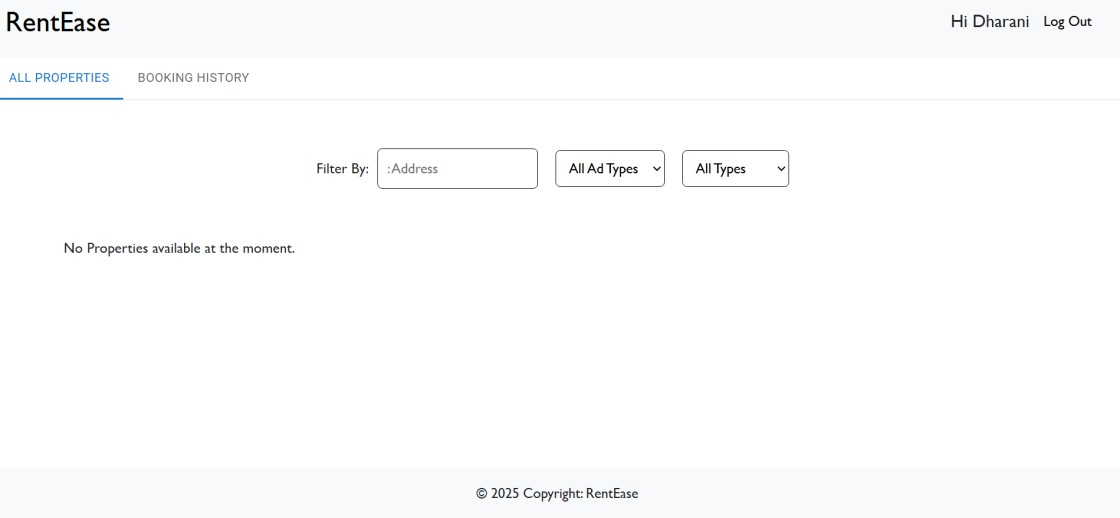 RentEase
Hi Dharani Log Out
ALL PROPERTIES BOOKING HISTORY
Filter By: :Address All Ad Types All Types
No Properties available at the moment.
© 2025 Copyright: RentEase